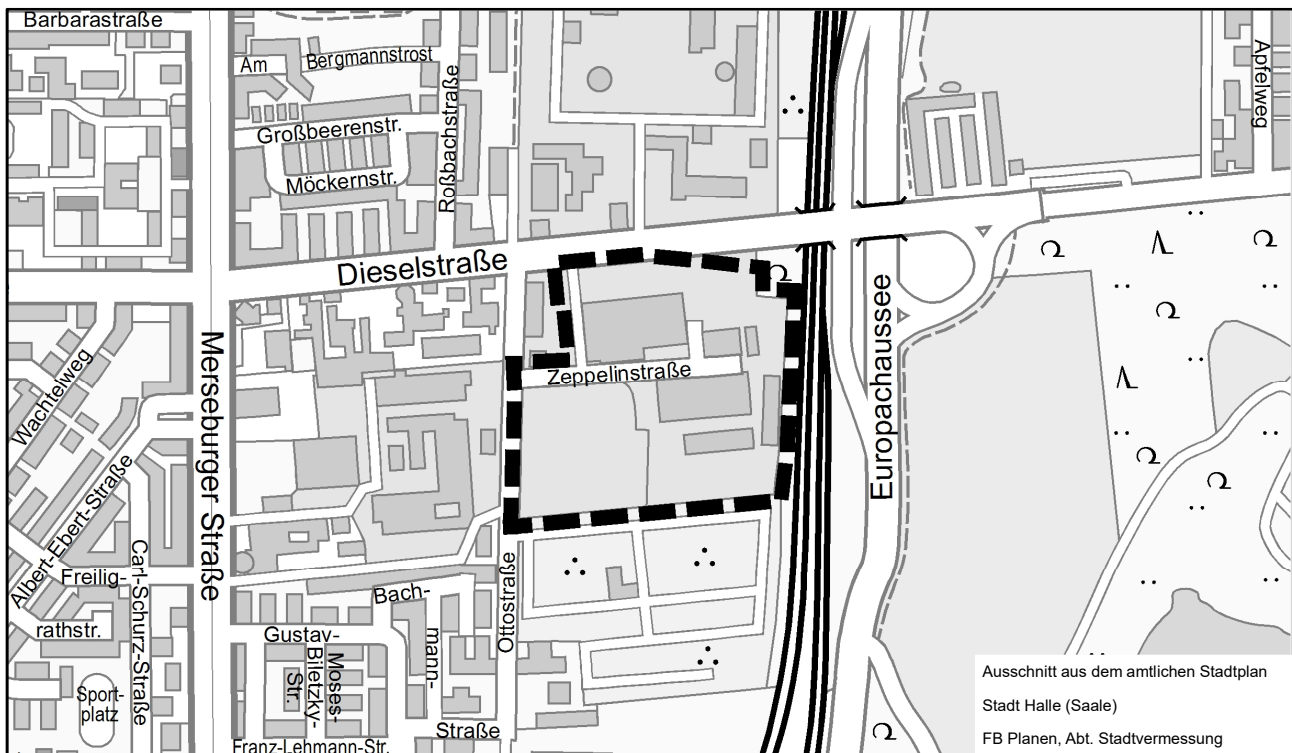 Barbarastraße
Am
Bergmannstrost
Großbeerenstr.
Möckernstr.
Roßbachstraße
Apfelweg
Dieselstraße
Merseburger Straße
Zeppelinstraße
Europachaussee
Wachtelweg
Albert-Ebert-Straße
Freilig-
rathstr.
Carl-Schurz-Straße
Sport-
platz
Ottostraße
Bach-
mann-
Straße
Gustav-
Biletzky-
Str.
Moses-
Franz-Lehmann-Str.
Ausschnitt aus dem amtlichen Stadtplan
Stadt Halle (Saale)
FB Planen, Abt. Stadtvermessung